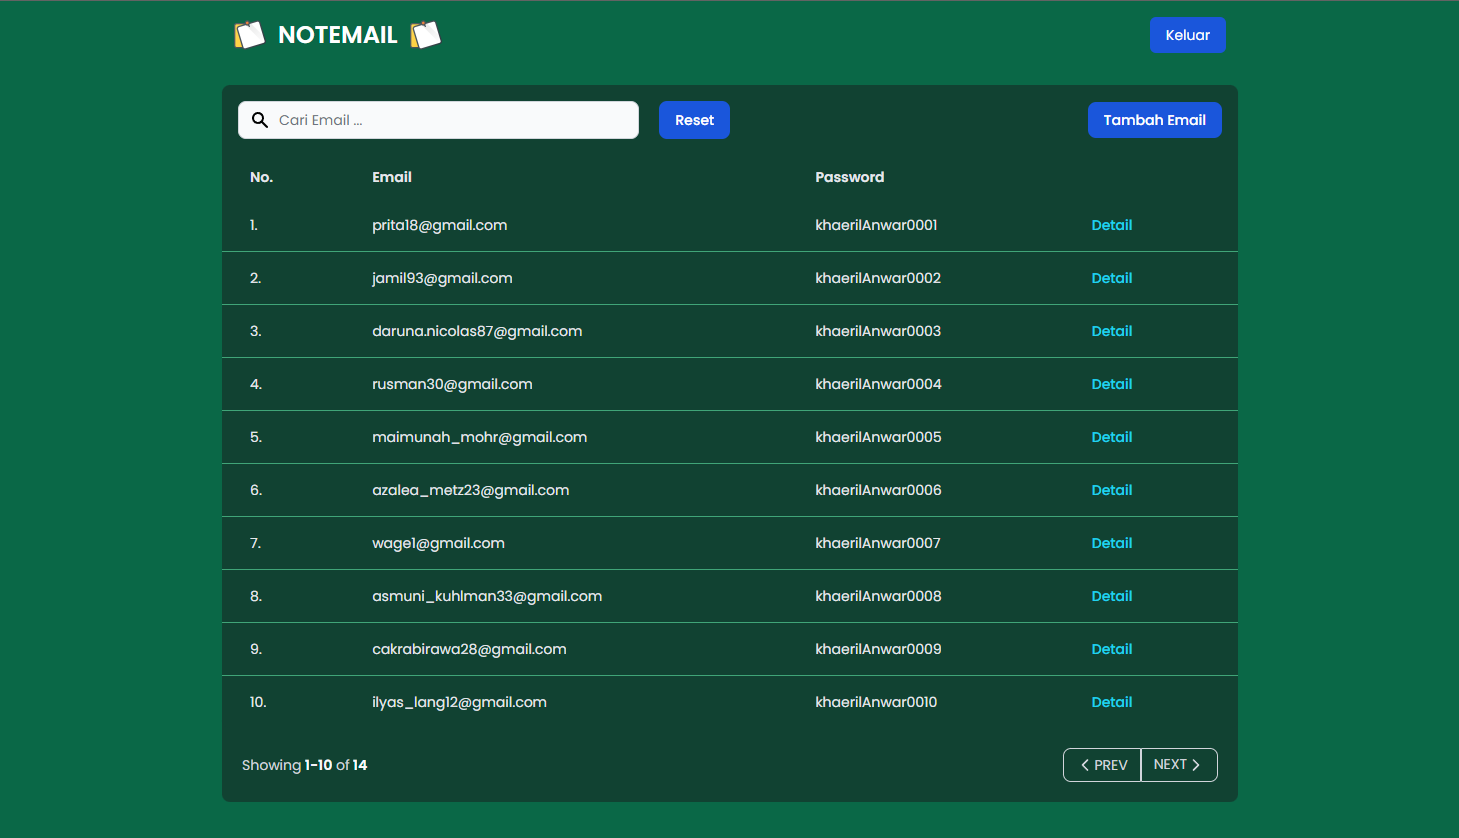 NOTEMAIL Keluar
Cari Email ... Reset Tambah Email
No. Email Password
1. prita18@gmail.com khaerilAnwar0001 Detail
2. jamil93@gmail.com khaerilAnwar0002 Detail
3. daruna.nicolas87@gmail.com khaerilAnwar0003 Detail
4. rusman30@gmail.com khaerilAnwar0004 Detail
5. maimunah_mohr@gmail.com khaerilAnwar0005 Detail
6. azalea_metz23@gmail.com khaerilAnwar0006 Detail
7. wage1@gmail.com khaerilAnwar0007 Detail
8. asmuni_kuhlman33@gmail.com khaerilAnwar0008 Detail
9. cakrabirawa28@gmail.com khaerilAnwar0009 Detail
10. ilyas_lang12@gmail.com khaerilAnwar0010 Detail
Showing 1-10 of 14 PREV NEXT